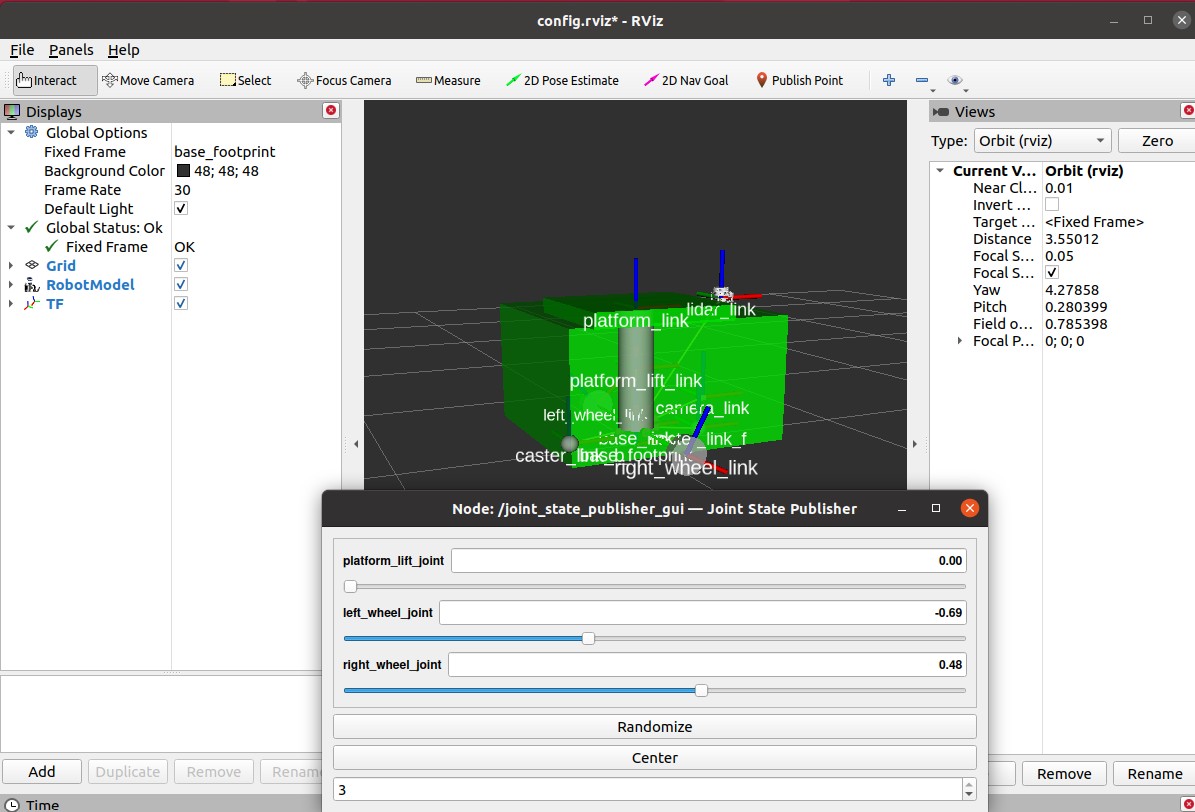 config.rviz* - RViz
File Panels Help
Interact Move Camera Select Focus Camera Measure 2D Pose Estimate 2D Nav Goal Publish Point
Displays
Global Options
Fixed Frame base_footprint
Background Color 48; 48; 48
Frame Rate 30
Default Light
Global Status: Ok
Fixed Frame OK
Grid
RobotModel
TF
platform_link
lidar_link
platform_lift_link
left_wheel_link
camera_link
base_
_link_f
caster_
base_footprint
right_wheel_link
Views
Type: Orbit (rviz) Zero
Current V... Orbit (rviz)
Near Cl... 0.01
Invert ...
Target ... <Fixed Frame>
Distance 3.55012
Focal S... 0.05
Focal S...
Yaw 4.27858
Pitch 0.280399
Field o... 0.785398
Focal P... 0; 0; 0
Node: /joint_state_publisher_gui — Joint State Publisher
platform_lift_joint 0.00
left_wheel_joint -0.69
right_wheel_joint 0.48
Randomize
Center
3
Add Duplicate Remove Renam
Remove Rename
Time